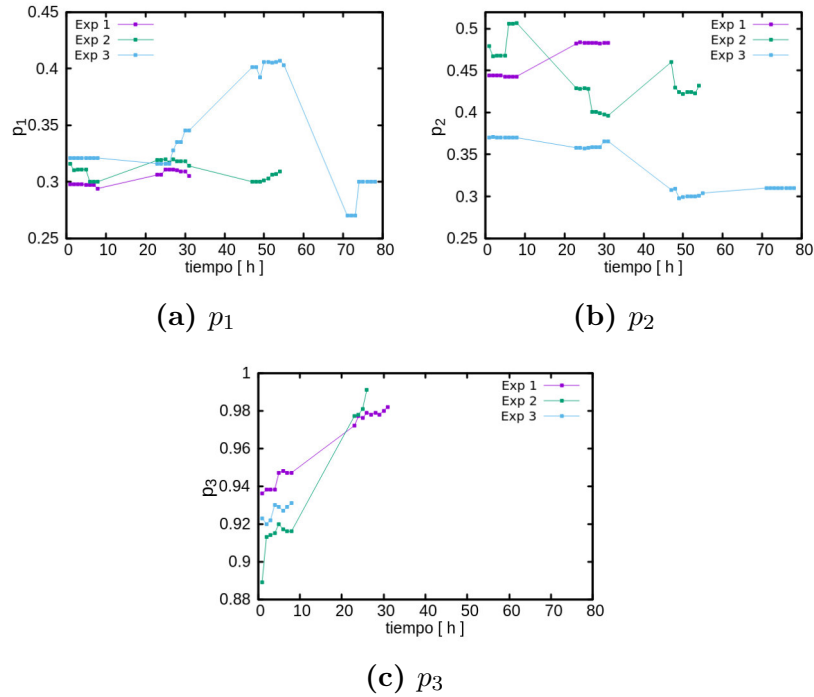 0.45
0.4
0.35
0.3
0.25
p1
Exp 1
Exp 2
Exp 3
0 10 20 30 40 50 60 70 80
tiempo [ h ]
(a) p1
0.5
0.45
0.4
0.35
0.3
0.25
p2
Exp 1
Exp 2
Exp 3
0 10 20 30 40 50 60 70 80
tiempo [ h ]
(b) p2
1
0.98
0.96
0.94
0.92
0.9
0.88
p3
Exp 1
Exp 2
Exp 3
0 10 20 30 40 50 60 70 80
tiempo [ h ]
(c) p3